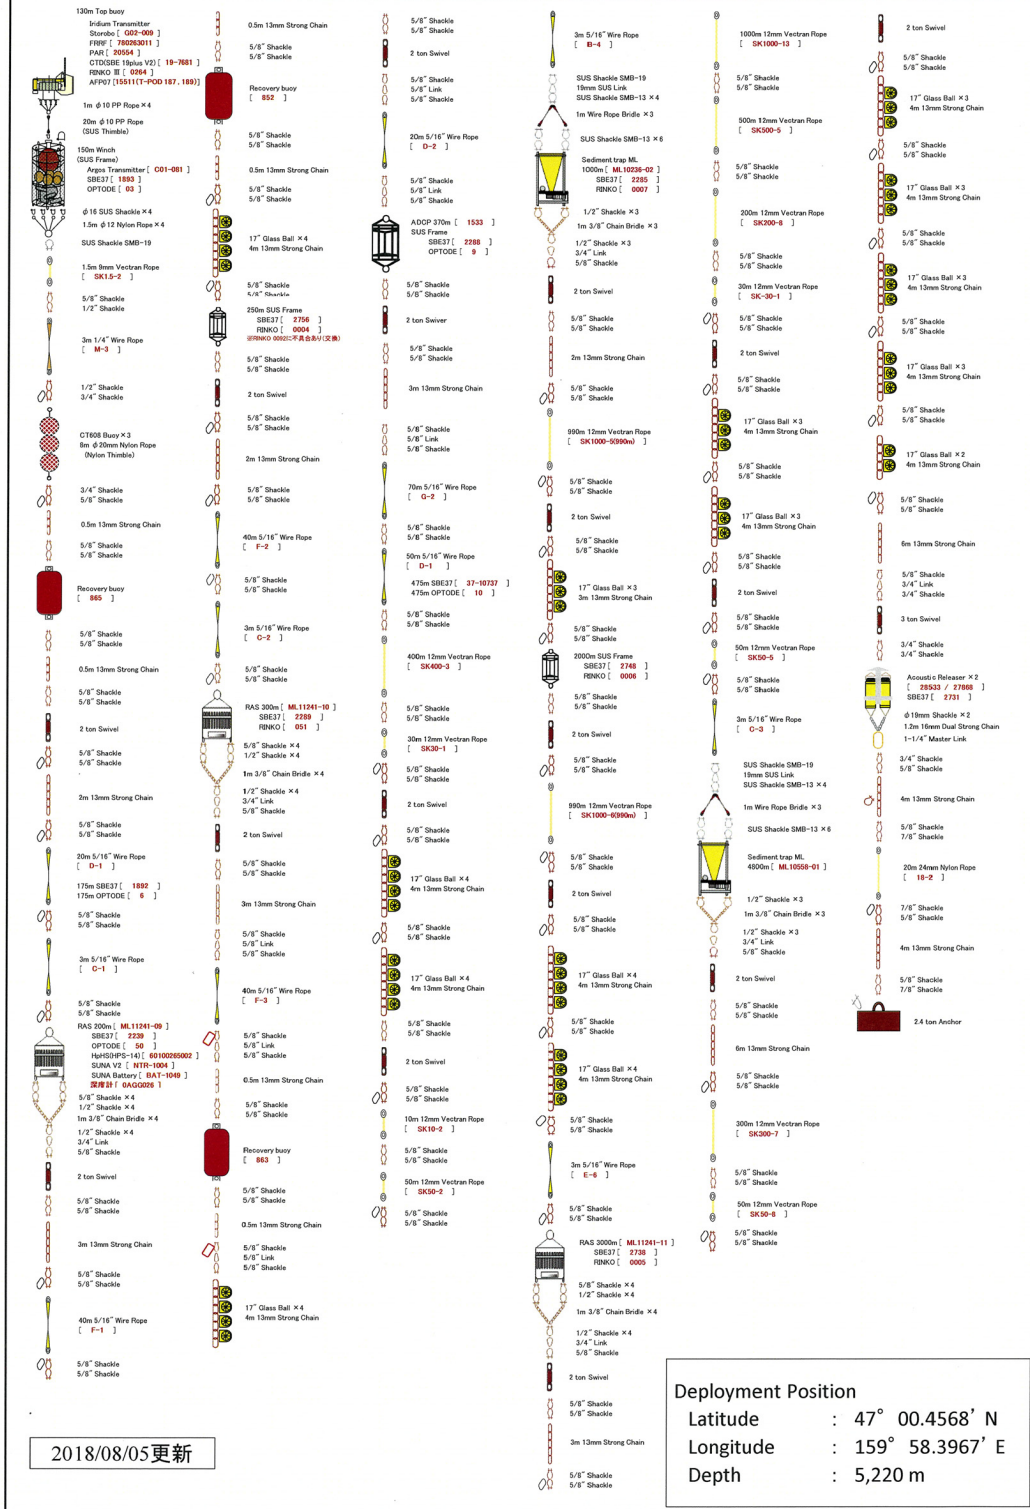 130m Top buoy
Iridium Transmitter
Storobo [ G02-009 ]
FRRF [ 780263011 ]
PAR [ 20554 ]
CTD(SBE 19plus V2) [ 19-7681 ]
RINKO Ⅲ [ 0264 ]
AFP07 [15511(T-POD 187，189)]
1m φ10 PP Rope×4
20m φ10 PP Rope
(SUS Thimble)
150m Winch
(SUS Frame)
Argos Transmitter [ C01-081 ]
SBE37 [ 1893 ]
OPTODE [ 03 ]
φ16 SUS Shackle×4
1.5m φ12 Nylon Rope×4
SUS Shackle SMB-19
1.5m 9mm Vectran Rope
[ SK1.5-2 ]
5/8″ Shackle
1/2″ Shackle
3m 1/4″ Wire Rope
[ M-3 ]
1/2″ Shackle
3/4″ Shackle
CT608 Buoy×3
8m φ20mm Nylon Rope
(Nylon Thimble)
3/4″ Shackle
5/8″ Shackle
0.5m 13mm Strong Chain
5/8″ Shackle
5/8″ Shackle
Recovery buoy
[ 865 ]
5/8″ Shackle
5/8″ Shackle
0.5m 13mm Strong Chain
5/8″ Shackle
5/8″ Shackle
2 ton Swivel
5/8″ Shackle
5/8″ Shackle
2m 13mm Strong Chain
5/8″ Shackle
5/8″ Shackle
20m 5/16″ Wire Rope
[ D-1 ]
175m SBE37 [ 1892 ]
175m OPTODE [ 6 ]
5/8″ Shackle
5/8″ Shackle
3m 5/16″ Wire Rope
[ C-1 ]
5/8″ Shackle
5/8″ Shackle
RAS 200m [ ML11241-09 ]
SBE37 [ 2239 ]
OPTODE [ 50 ]
HpHS(HPS-14) [ 60100265002 ]
SUNA V2 [ NTR-1004 ]
SUNA Battery [ BAT-1049 ]
深度計 [ 0AGG026 ]
5/8″ Shackle ×4
1/2″ Shackle ×4
1m 3/8″ Chain Bridle ×4
1/2″ Shackle ×4
3/4″ Link
5/8″ Shackle
2 ton Swivel
5/8″ Shackle
5/8″ Shackle
3m 13mm Strong Chain
5/8″ Shackle
5/8″ Shackle
40m 5/16″ Wire Rope
[ F-1 ]
5/8″ Shackle
5/8″ Shackle
0.5m 13mm Strong Chain
5/8″ Shackle
5/8″ Shackle
Recovery buoy
[ 852 ]
5/8″ Shackle
5/8″ Shackle
0.5m 13mm Strong Chain
5/8″ Shackle
5/8″ Shackle
17″ Glass Ball ×4
4m 13mm Strong Chain
5/8″ Shackle
5/8″ Shackle
250m SUS Frame
SBE37 [ 2756 ]
RINKO [ 0004 ]
※RINKO 0092に不具合あり(交換)
5/8″ Shackle
5/8″ Shackle
2 ton Swivel
5/8″ Shackle
5/8″ Shackle
2m 13mm Strong Chain
5/8″ Shackle
5/8″ Shackle
40m 5/16″ Wire Rope
[ F-2 ]
5/8″ Shackle
5/8″ Shackle
3m 5/16″ Wire Rope
[ C-2 ]
5/8″ Shackle
5/8″ Shackle
RAS 300m [ ML11241-10 ]
SBE37 [ 2289 ]
RINKO [ 051 ]
5/8″ Shackle ×4
1/2″ Shackle ×4
1m 3/8″ Chain Bridle ×4
1/2″ Shackle ×4
3/4″ Link
5/8″ Shackle
2 ton Swivel
5/8″ Shackle
5/8″ Shackle
3m 13mm Strong Chain
5/8″ Shackle
5/8″ Link
5/8″ Shackle
40m 5/16″ Wire Rope
[ F-3 ]
5/8″ Shackle
5/8″ Link
5/8″ Shackle
0.5m 13mm Strong Chain
5/8″ Shackle
5/8″ Shackle
Recovery buoy
[ 863 ]
5/8″ Shackle
5/8″ Shackle
0.5m 13mm Strong Chain
5/8″ Shackle
5/8″ Link
5/8″ Shackle
17″ Glass Ball ×4
4m 13mm Strong Chain
5/8″ Shackle
5/8″ Shackle
2 ton Swivel
5/8″ Shackle
5/8″ Link
5/8″ Shackle
20m 5/16″ Wire Rope
[ D-2 ]
5/8″ Shackle
5/8″ Link
5/8″ Shackle
ADCP 370m [ 1533 ]
SUS Frame
SBE37 [ 2288 ]
OPTODE [ 9 ]
5/8″ Shackle
5/8″ Shackle
2 ton Swiver
5/8″ Shackle
5/8″ Shackle
3m 13mm Strong Chain
5/8″ Shackle
5/8″ Link
5/8″ Shackle
70m 5/16″ Wire Rope
[ G-2 ]
5/8″ Shackle
5/8″ Shackle
50m 5/16″ Wire Rope
[ D-1 ]
475m SBE37 [ 37-10737 ]
475m OPTODE [ 10 ]
5/8″ Shackle
5/8″ Shackle
400m 12mm Vectran Rope
[ SK400-3 ]
5/8″ Shackle
5/8″ Shackle
30m 12mm Vectran Rope
[ SK30-1 ]
5/8″ Shackle
5/8″ Shackle
2 ton Swivel
5/8″ Shackle
5/8″ Shackle
17″ Glass Ball ×4
4m 13mm Strong Chain
5/8″ Shackle
5/8″ Shackle
17″ Glass Ball ×4
4m 13mm Strong Chain
5/8″ Shackle
5/8″ Shackle
2 ton Swivel
5/8″ Shackle
5/8″ Shackle
10m 12mm Vectran Rope
[ SK10-2 ]
5/8″ Shackle
5/8″ Shackle
50m 12mm Vectran Rope
[ SK50-2 ]
5/8″ Shackle
5/8″ Shackle
3m 5/16″ Wire Rope
[ B-4 ]
SUS Shackle SMB-19
19mm SUS Link
SUS Shackle SMB-13 ×4
1m Wire Rope Bridle ×3
SUS Shackle SMB-13 ×6
Sediment trap ML
1000m [ ML10236-02 ]
SBE37 [ 2285 ]
RINKO [ 0007 ]
1/2″ Shackle ×3
1m 3/8″ Chain Bridle ×3
1/2″ Shackle ×3
3/4″ Link
5/8″ Shackle
2 ton Swivel
5/8″ Shackle
5/8″ Shackle
2m 13mm Strong Chain
5/8″ Shackle
5/8″ Shackle
990m 12mm Vectran Rope
[ SK1000-5(990m) ]
5/8″ Shackle
5/8″ Shackle
2 ton Swivel
5/8″ Shackle
5/8″ Shackle
17″ Glass Ball ×3
3m 13mm Strong Chain
5/8″ Shackle
5/8″ Shackle
2000m SUS Frame
SBE37 [ 2748 ]
RINKO [ 0006 ]
5/8″ Shackle
5/8″ Shackle
2 ton Swivel
5/8″ Shackle
5/8″ Shackle
990m 12mm Vectran Rope
[ SK1000-6(990m) ]
5/8″ Shackle
5/8″ Shackle
2 ton Swivel
5/8″ Shackle
5/8″ Shackle
17″ Glass Ball ×4
4m 13mm Strong Chain
5/8″ Shackle
5/8″ Shackle
17″ Glass Ball ×4
4m 13mm Strong Chain
5/8″ Shackle
5/8″ Shackle
3m 5/16″ Wire Rope
[ E-6 ]
5/8″ Shackle
5/8″ Shackle
RAS 3000m [ ML11241-11 ]
SBE37 [ 2738 ]
RINKO [ 0005 ]
5/8″ Shackle ×4
1/2″ Shackle ×4
1m 3/8″ Chain Bridle ×4
1/2″ Shackle ×4
3/4″ Link
5/8″ Shackle
2 ton Swivel
5/8″ Shackle
5/8″ Shackle
3m 13mm Strong Chain
5/8″ Shackle
5/8″ Shackle
1000m 12mm Vectran Rope
[ SK1000-13 ]
5/8″ Shackle
5/8″ Shackle
500m 12mm Vectran Rope
[ SK500-5 ]
5/8″ Shackle
5/8″ Shackle
200m 12mm Vectran Rope
[ SK200-8 ]
5/8″ Shackle
5/8″ Shackle
30m 12mm Vectran Rope
[ SK-30-1 ]
5/8″ Shackle
5/8″ Shackle
2 ton Swivel
5/8″ Shackle
5/8″ Shackle
17″ Glass Ball ×3
4m 13mm Strong Chain
5/8″ Shackle
5/8″ Shackle
17″ Glass Ball ×3
4m 13mm Strong Chain
5/8″ Shackle
5/8″ Shackle
2 ton Swivel
5/8″ Shackle
5/8″ Shackle
50m 12mm Vectran Rope
[ SK50-5 ]
5/8″ Shackle
5/8″ Shackle
3m 5/16″ Wire Rope
[ C-3 ]
SUS Shackle SMB-19
19mm SUS Link
SUS Shackle SMB-13 ×4
1m Wire Rope Bridle ×3
SUS Shackle SMB-13 ×6
Sediment trap ML
4800m [ ML10558-01 ]
1/2″ Shackle ×3
1m 3/8″ Chain Bridle ×3
1/2″ Shackle ×3
3/4″ Link
5/8″ Shackle
2 ton Swivel
5/8″ Shackle
5/8″ Shackle
6m 13mm Strong Chain
5/8″ Shackle
5/8″ Shackle
300m 12mm Vectran Rope
[ SK300-7 ]
5/8″ Shackle
5/8″ Shackle
50m 12mm Vectran Rope
[ SK50-8 ]
5/8″ Shackle
5/8″ Shackle
2 ton Swivel
5/8″ Shackle
5/8″ Shackle
17″ Glass Ball ×3
4m 13mm Strong Chain
5/8″ Shackle
5/8″ Shackle
17″ Glass Ball ×3
4m 13mm Strong Chain
5/8″ Shackle
5/8″ Shackle
17″ Glass Ball ×3
4m 13mm Strong Chain
5/8″ Shackle
5/8″ Shackle
17″ Glass Ball ×3
4m 13mm Strong Chain
5/8″ Shackle
5/8″ Shackle
17″ Glass Ball ×2
4m 13mm Strong Chain
5/8″ Shackle
5/8″ Shackle
6m 13mm Strong Chain
5/8″ Shackle
3/4″ Link
3/4″ Shackle
3 ton Swivel
3/4″ Shackle
3/4″ Shackle
Acoustic Releaser ×2
[ 28533 / 27868 ]
SBE37 [ 2731 ]
φ19mm Shackle ×2
1.2m 16mm Dual Strong Chain
1-1/4″ Master Link
3/4″ Shackle
5/8″ Shackle
4m 13mm Strong Chain
5/8″ Shackle
7/8″ Shackle
20m 24mm Nylon Rope
[ 18-2 ]
7/8″ Shackle
5/8″ Shackle
4m 13mm Strong Chain
5/8″ Shackle
7/8″ Shackle
2.4 ton Anchor
2018/08/05更新
Deployment Position
Latitude : 47° 00.4568’ N
Longitude : 159° 58.3967’ E
Depth : 5,220 m